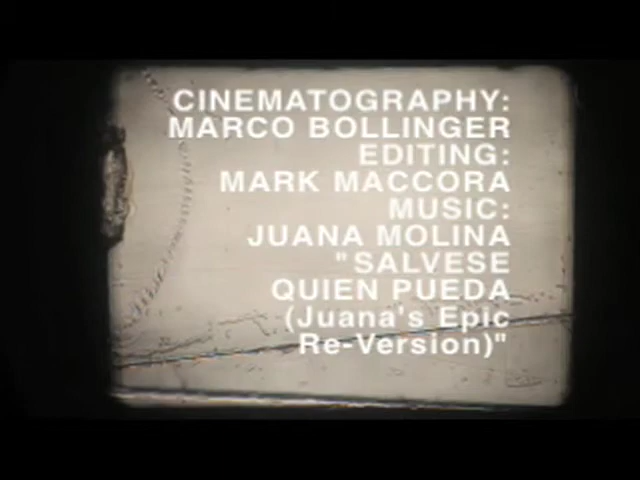 CINEMATOGRAPHY:
MARCO BOLLINGER
EDITING:
MARK MACCORA
MUSIC:
JUANA MOLINA
"SALVESE
QUIEN PUEDA
(Juana's Epic
Re-Version)"